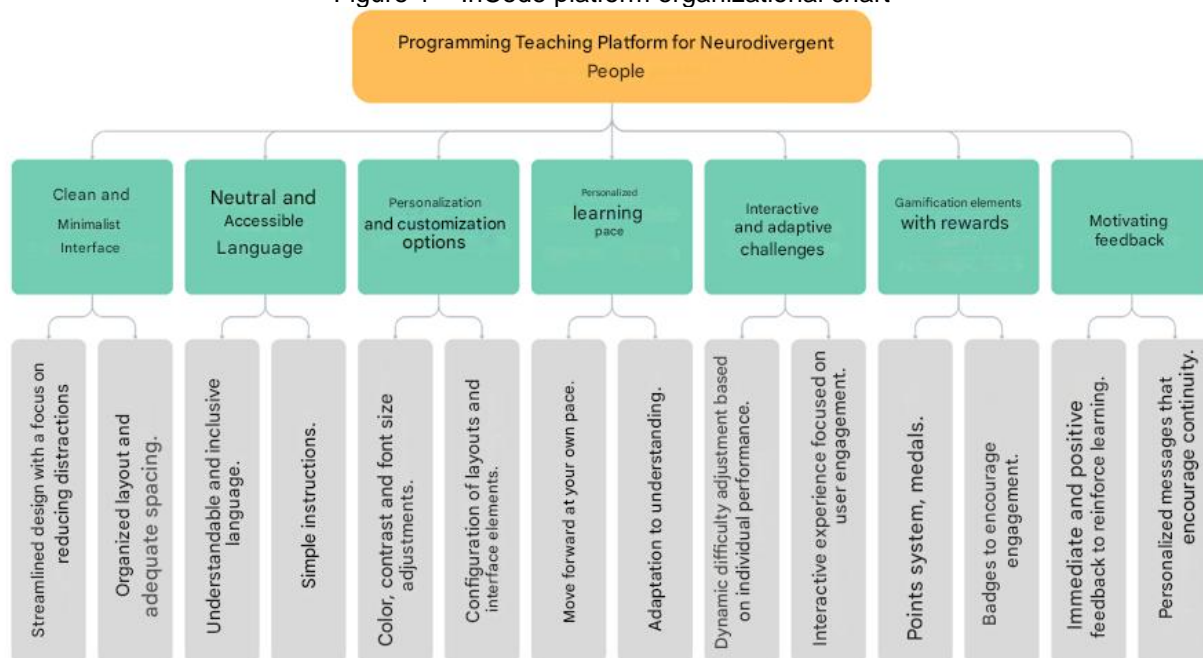 Figure 1 – InCode platform organizational chart
Programming Teaching Platform for Neurodivergent
People
Clean and
Minimalist
Interface
Neutral and
Accessible
Language
Personalization
and customization
options
Personalized
learning
pace
Interactive
and adaptive
challenges
Gamification elements
with rewards
Motivating
feedback
Streamlined design with a focus on
reducing distractions
Organized layout and
adequate spacing.
Understandable and inclusive
language.
Simple instructions.
Color, contrast and font size
adjustments.
Configuration of layouts and
interface elements.
Move forward at your own pace.
Adaptation to understanding.
Dynamic difficulty adjustment based
on individual performance.
Interactive experience focused on
user engagement.
Points system, medals.
Badges to encourage
engagement.
Immediate and positive
feedback to reinforce learning.
Personalized messages that
encourage continuity.